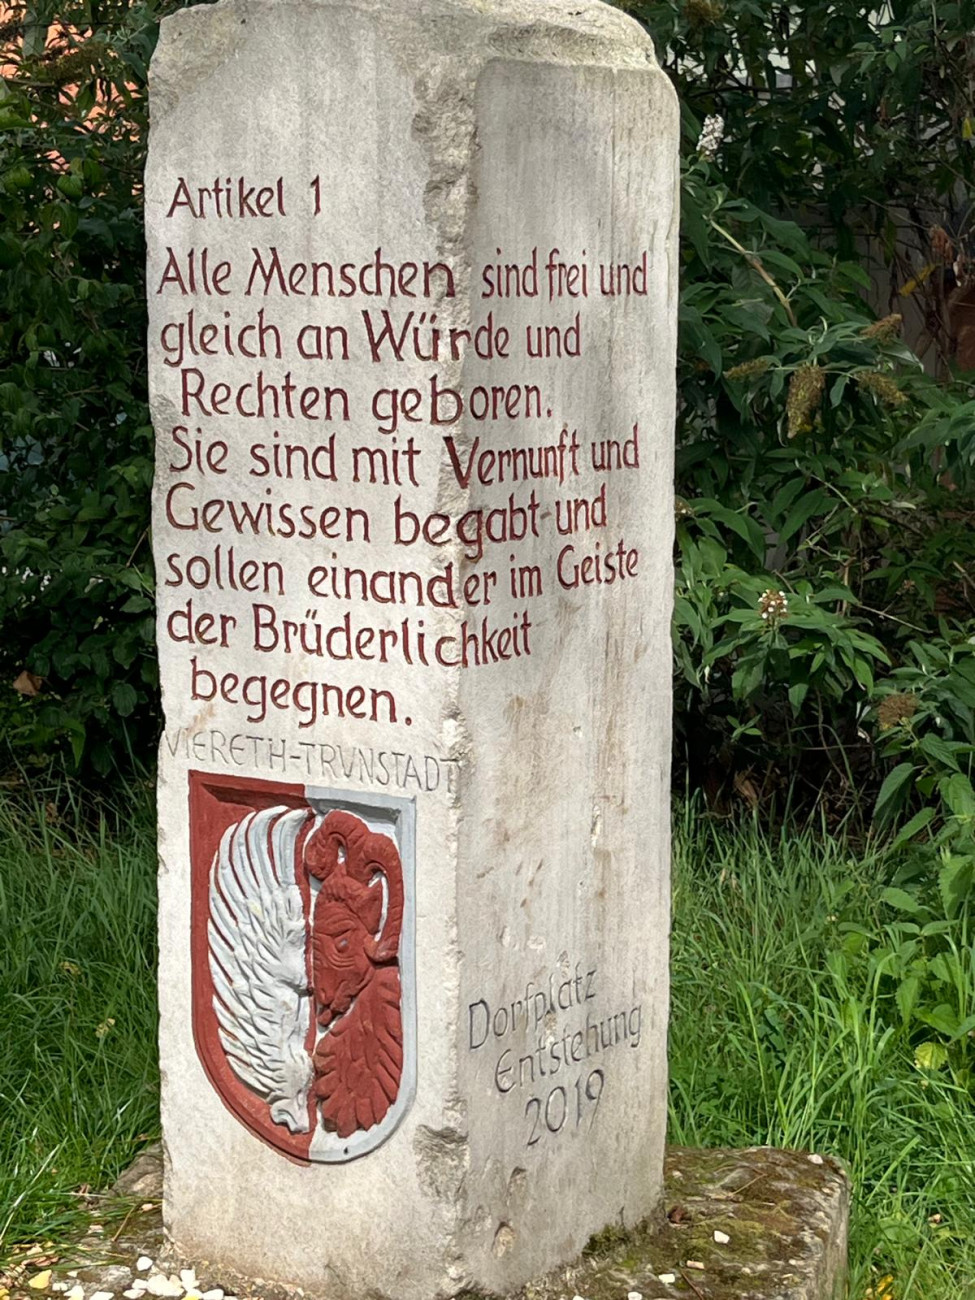 Artikel 1
Alle Menschen sind frei und
gleich an Würde und
Rechten geboren.
Sie sind mit Vernunft und
Gewissen begabt und
sollen einander im Geiste
der Brüderlichkeit
begegnen.
VIERETH-TRVNSTADT
Dorfplatz
Entstehung
2019